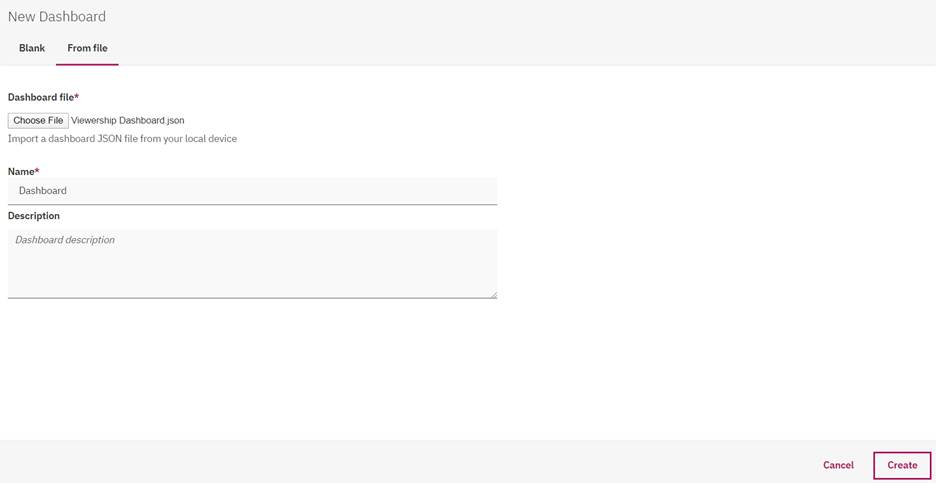 New Dashboard
Blank From file
Dashboard file*
Choose File Viewership Dashboard.json
Import a dashboard JSON file from your local device
Name*
Dashboard
Description
Dashboard description
Cancel Create